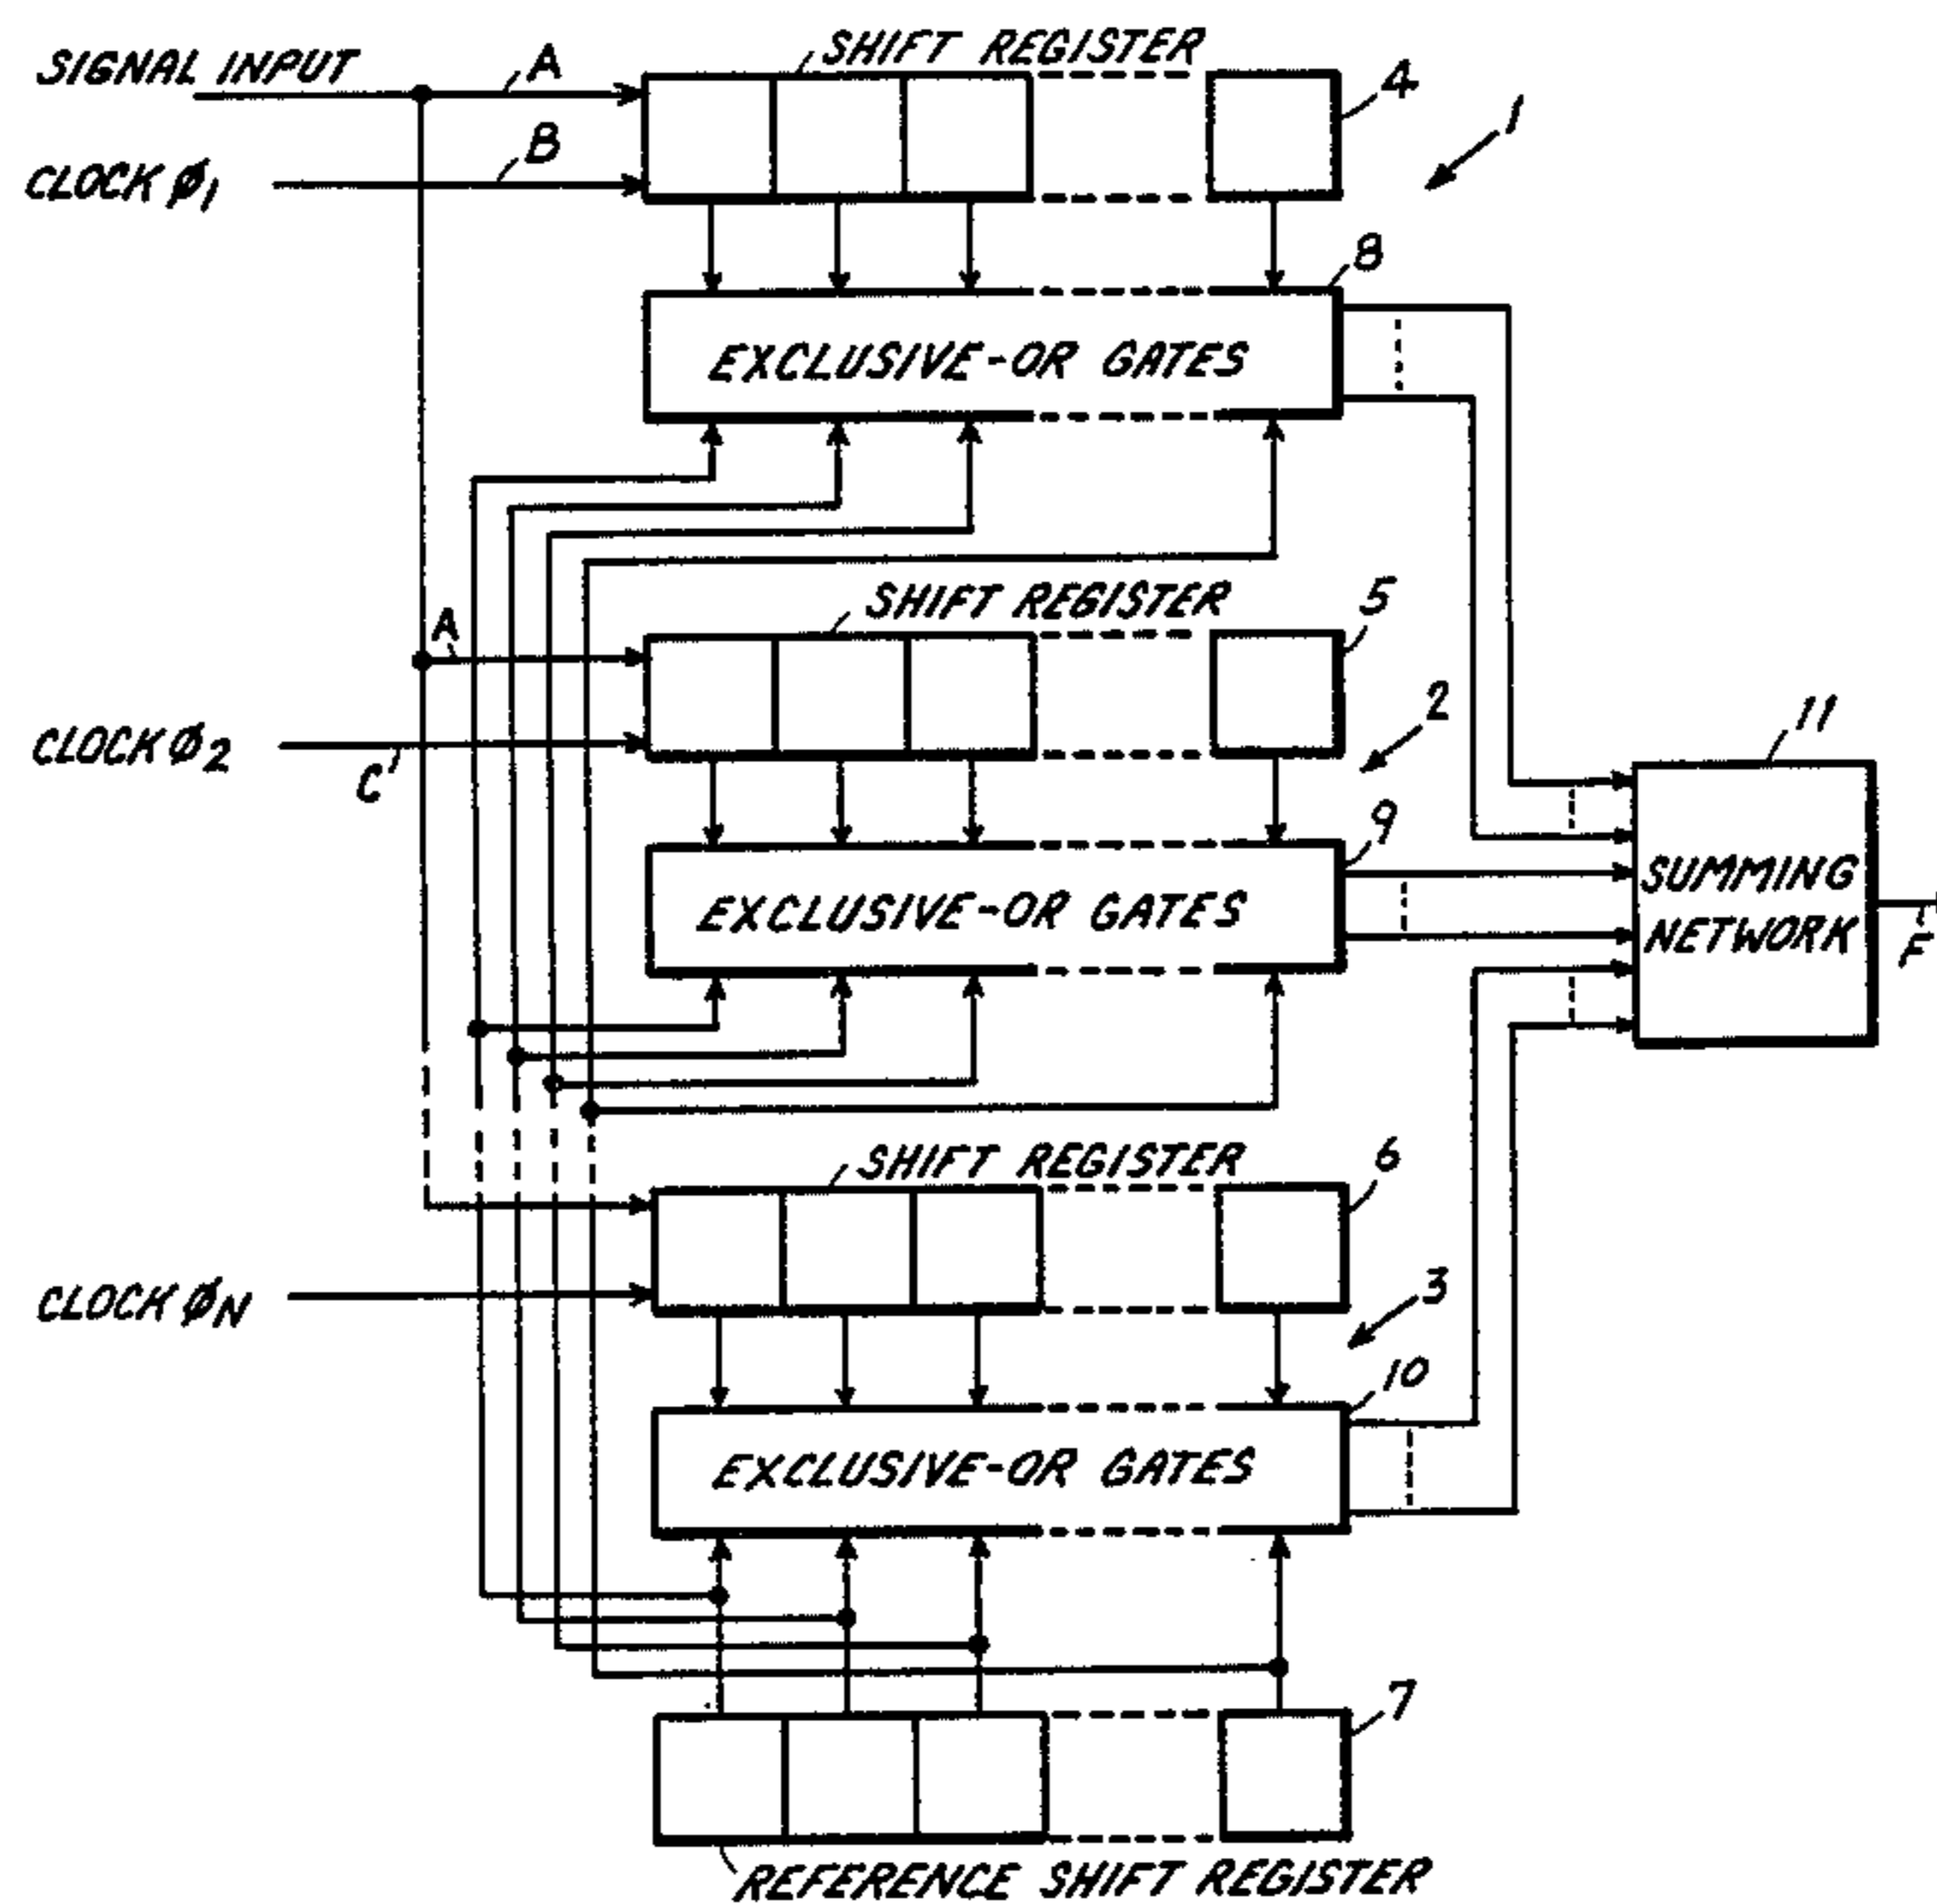 SHIFT REGISTER
SIGNAL INPUT
A
4
1
B
CLOCK Ø1
8
EXCLUSIVE-OR GATES
SHIFT REGISTER
5
A
2
11
CLOCK Ø2
C
9
SUMMING
NETWORK
EXCLUSIVE-OR GATES
F
SHIFT REGISTER
6
3
CLOCK ØN
10
EXCLUSIVE-OR GATES
7
REFERENCE SHIFT REGISTER